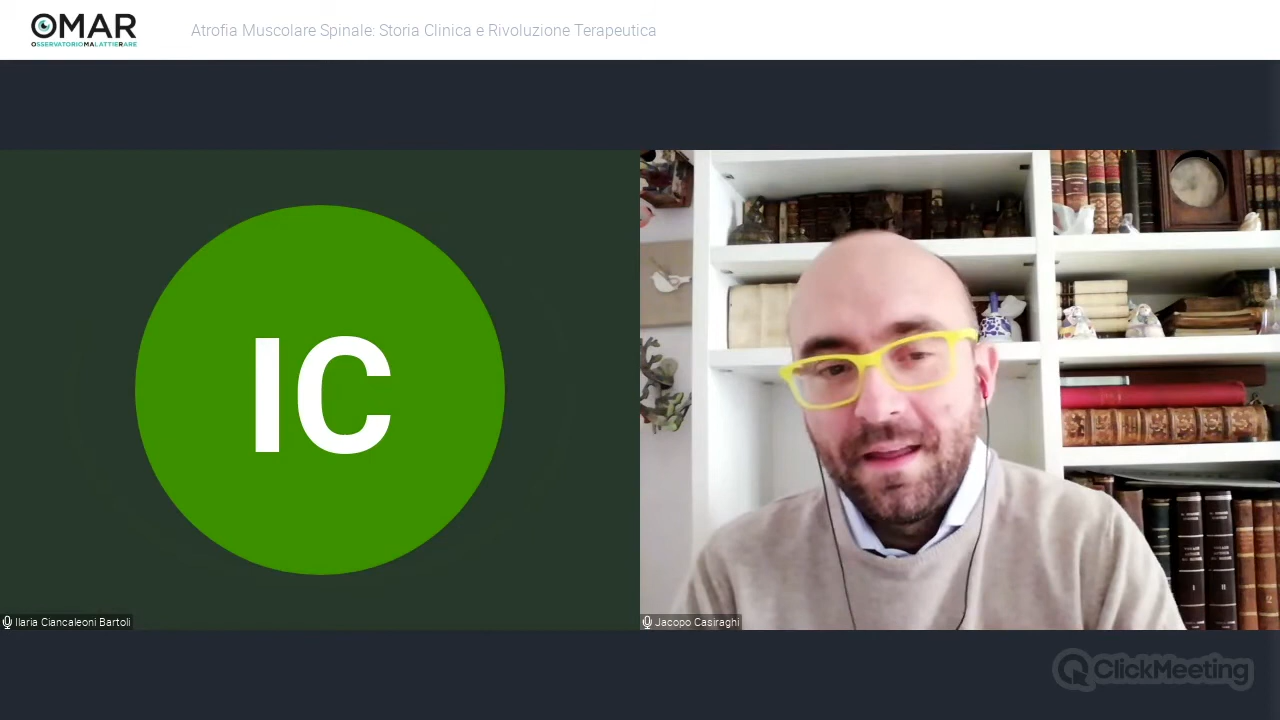 OMAR
OSSERVATORIOMALATTIERARE
Atrofia Muscolare Spinale: Storia Clinica e Rivoluzione Terapeutica
IC
Ilaria Ciancaleoni Bartoli
Jacopo Casiraghi
ClickMeeting